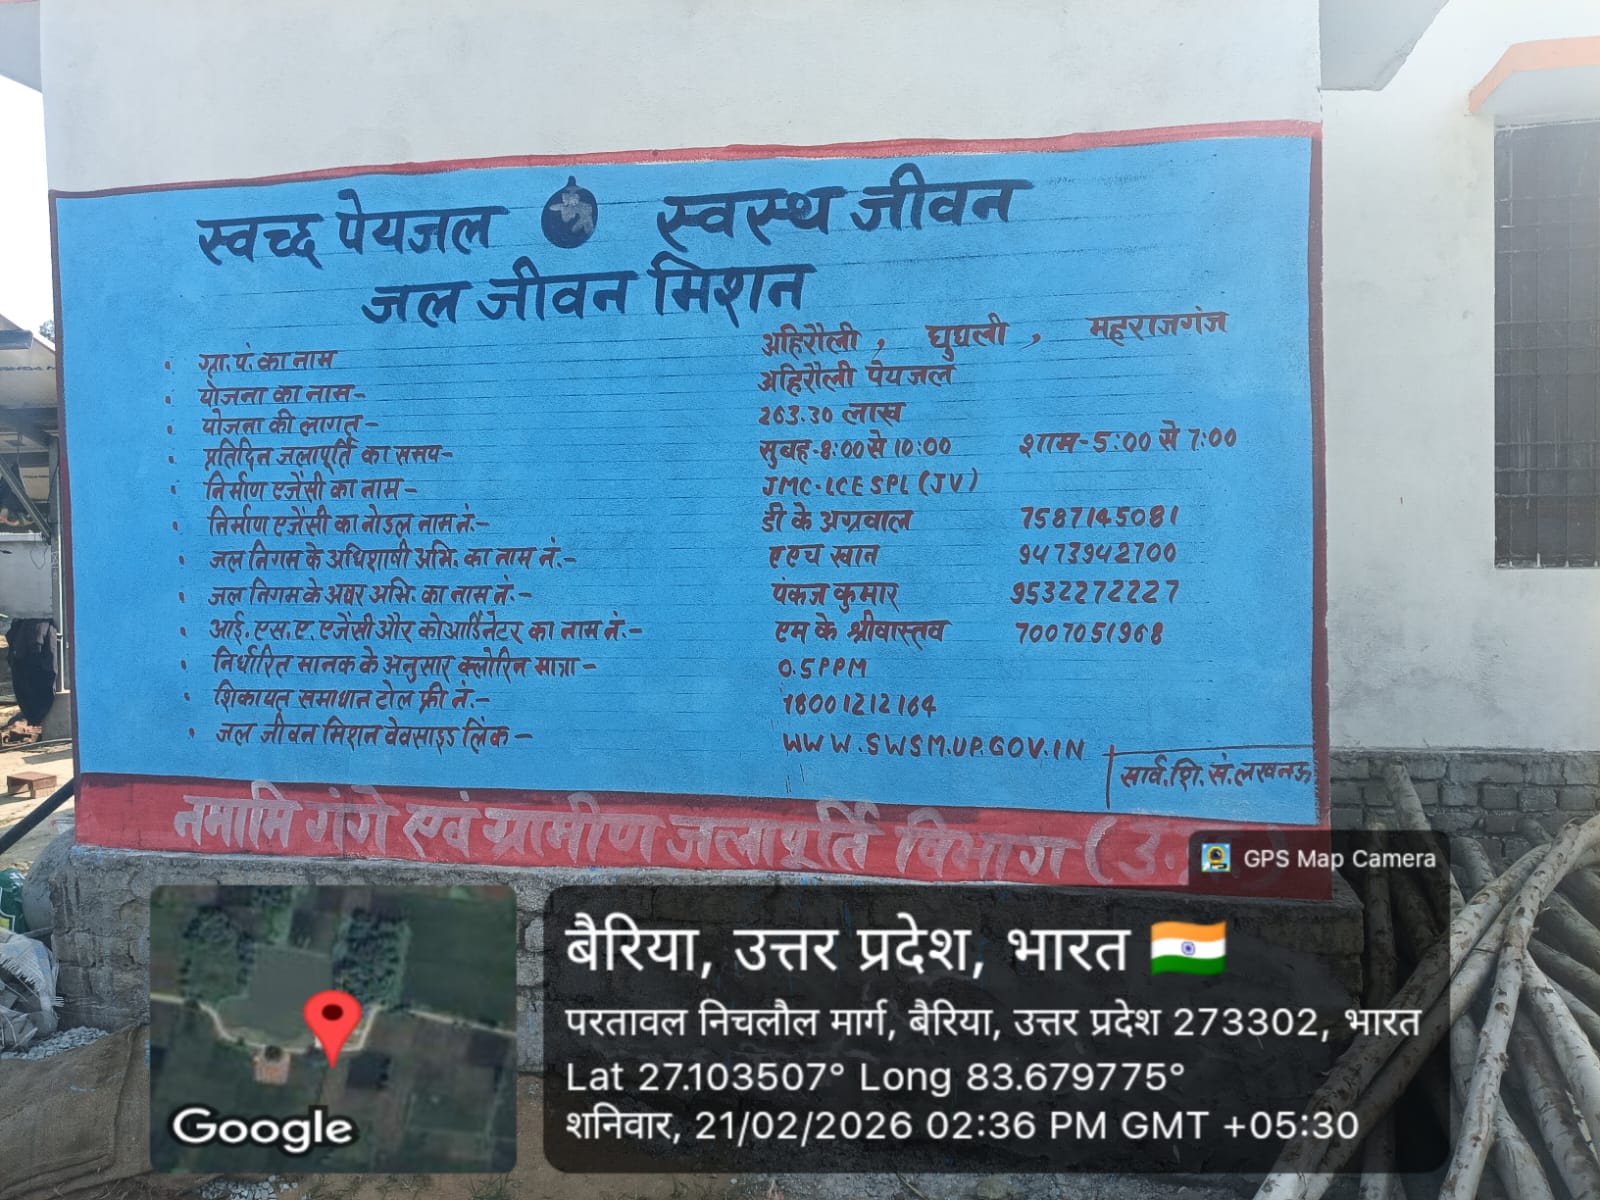 स्वच्छ पेयजल स्वस्थ जीवन
जल जीवन मिशन
ग्रा. पं. का नाम अहिरौली , घुघली , महराजगंज
योजना का नाम- अहिरौली पेयजल
योजना की लागत- 263.30 लाख
प्रतिदिन जलापूर्ति का समय- सुबह-8:00 से 10:00 शाम-5:00 से 7:00
निर्माण एजेंसी का नाम- JMC-LCESPL (JV)
निर्माण एजेंसी का नोडल नाम नं.- डी के अग्रवाल 7587145081
जल निगम के अधिशाषी अभि. का नाम नं.- ए एच खान 9473942700
जल निगम के अवर अभि. का नाम नं.- पंकज कुमार 9532272227
आई. एस. ए. एजेंसी और कोआर्डिनेटर का नाम नं.- एम के श्रीवास्तव 7007051968
निर्धारित मानक के अनुसार क्लोरिन मात्रा- 0.5PPM
शिकायत समाधान टोल फ्री नं.- 18001212164
जल जीवन मिशन वेवसाइड लिंक- WWW.SWSM.UP.GOV.IN
सार्व. शि. सं. लखनऊ
नमामि गंगे एवं ग्रामीण जलापूर्ति विभाग (उ.
GPS Map Camera
बैरिया, उत्तर प्रदेश, भारत
परतावल निचलौल मार्ग, बैरिया, उत्तर प्रदेश 273302, भारत
Lat 27.103507° Long 83.679775°
शनिवार, 21/02/2026 02:36 PM GMT +05:30
Google